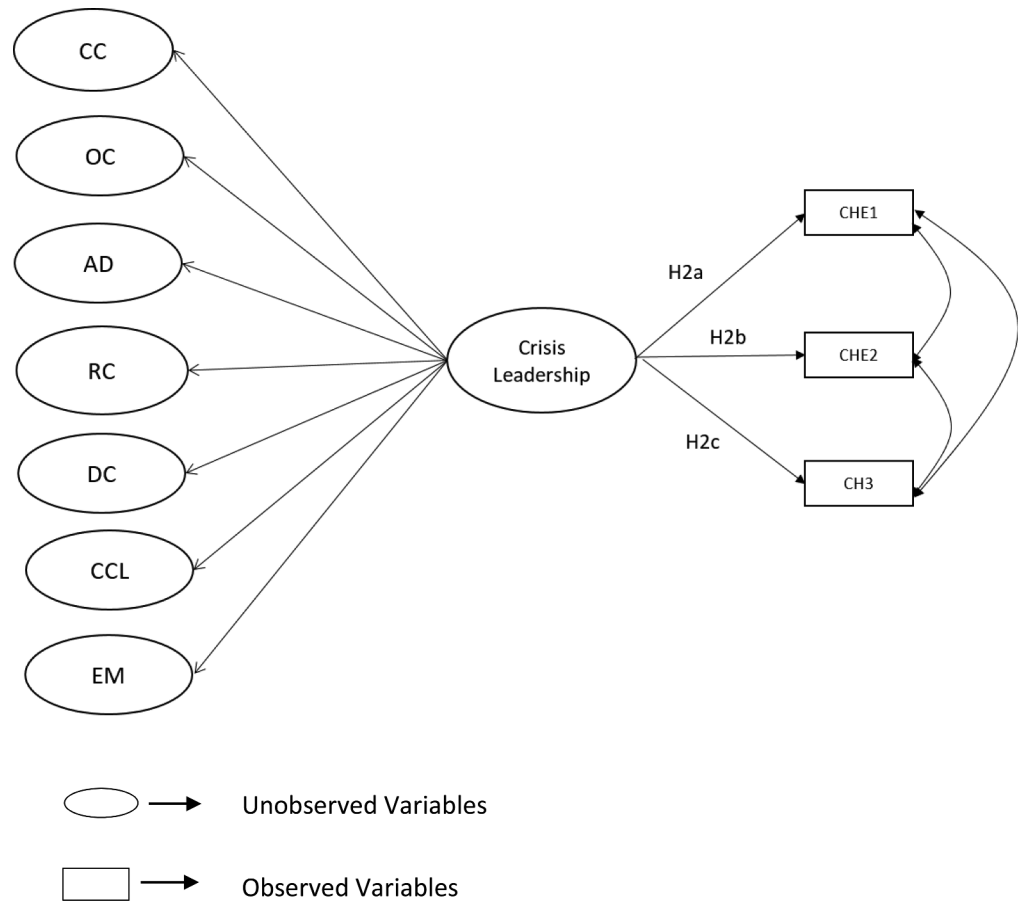 CC
OC
AD
RC
DC
CCL
EM
Crisis
Leadership
H2a
H2b
H2c
CHE1
CHE2
CH3
Unobserved Variables
Observed Variables